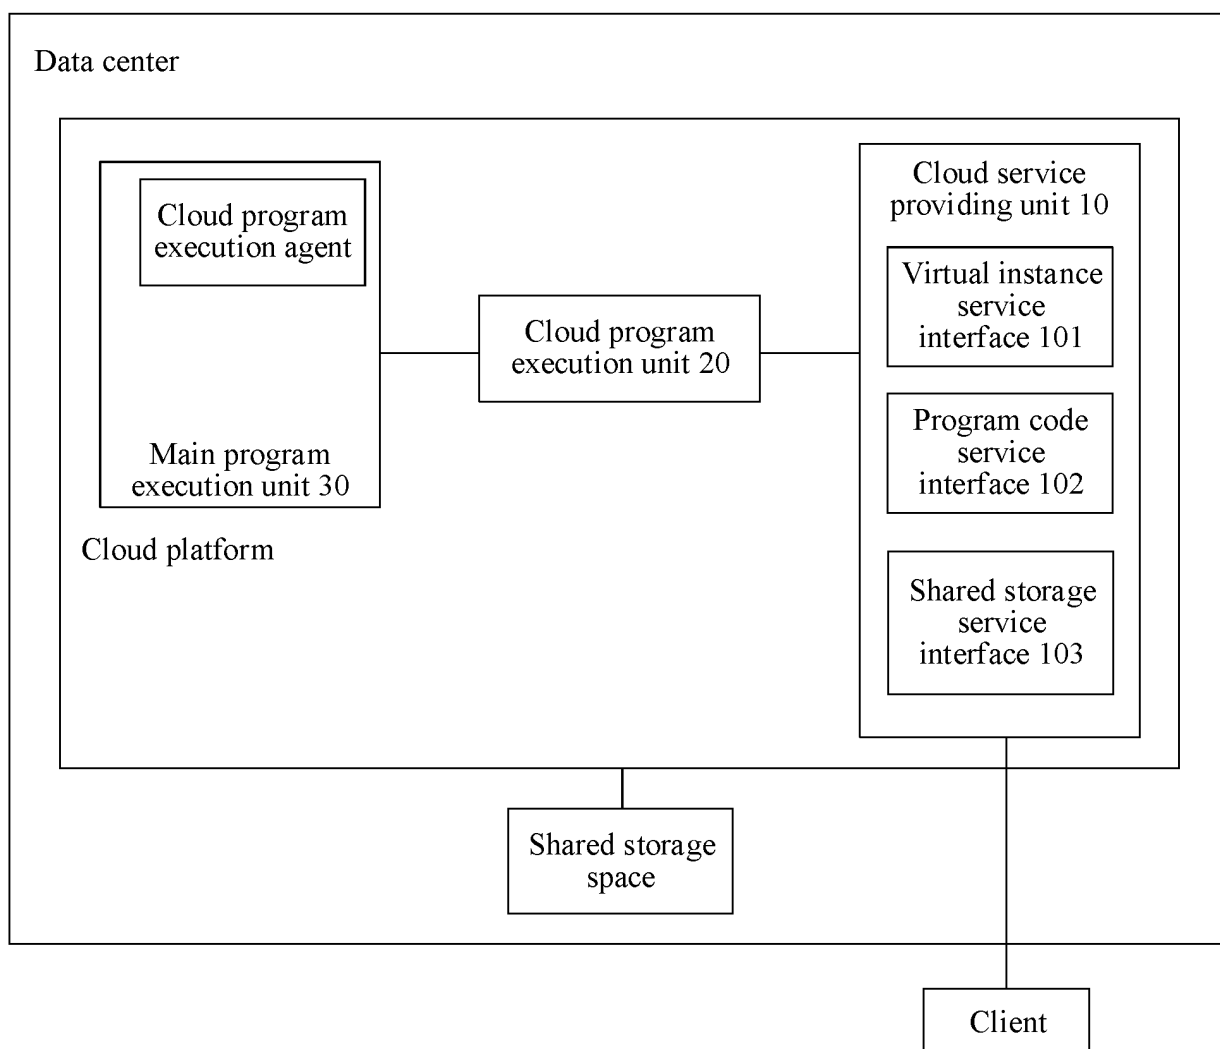 Data center
Cloud program
execution agent
Main program
execution unit 30
Cloud platform
Cloud program
execution unit 20
Cloud service
providing unit 10
Virtual instance
service
interface 101
Program code
service
interface 102
Shared storage
service
interface 103
Shared storage
space
Client